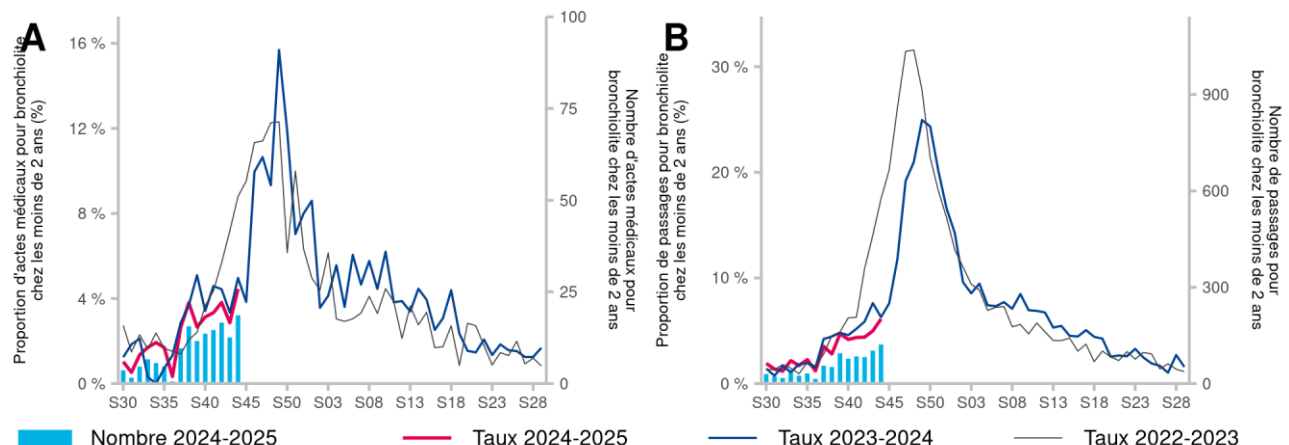 A
Proportion d'actes médicaux pour bronchiolite
chez les moins de 2 ans (%)
16 %
12 %
8 %
4 %
0 %
100
75
50
25
0
Nombre d'actes médicaux pour
bronchiolite chez les moins de 2 ans
S30 S35 S40 S45 S50 S03 S08 S13 S18 S23 S28
B
Proportion de passages pour bronchiolite
chez les moins de 2 ans (%)
30 %
20 %
10 %
0 %
900
600
300
0
Nombre de passages pour
bronchiolite chez les moins de 2 ans
S30 S35 S40 S45 S50 S03 S08 S13 S18 S23 S28
Nombre 2024-2025 Taux 2024-2025 Taux 2023-2024 Taux 2022-2023